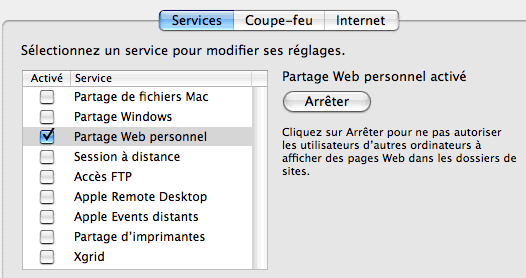 Services Coupe-feu Internet
Sélectionnez un service pour modifier ses réglages.
Activé Service
Partage de fichiers Mac
Partage Windows
Partage Web personnel
Session à distance
Accès FTP
Apple Remote Desktop
Apple Events distants
Partage d'imprimantes
Xgrid
Partage Web personnel activé
Arrêter
Cliquez sur Arrêter pour ne pas autoriser
les utilisateurs d'autres ordinateurs à
afficher des pages Web dans les dossiers de
sites.